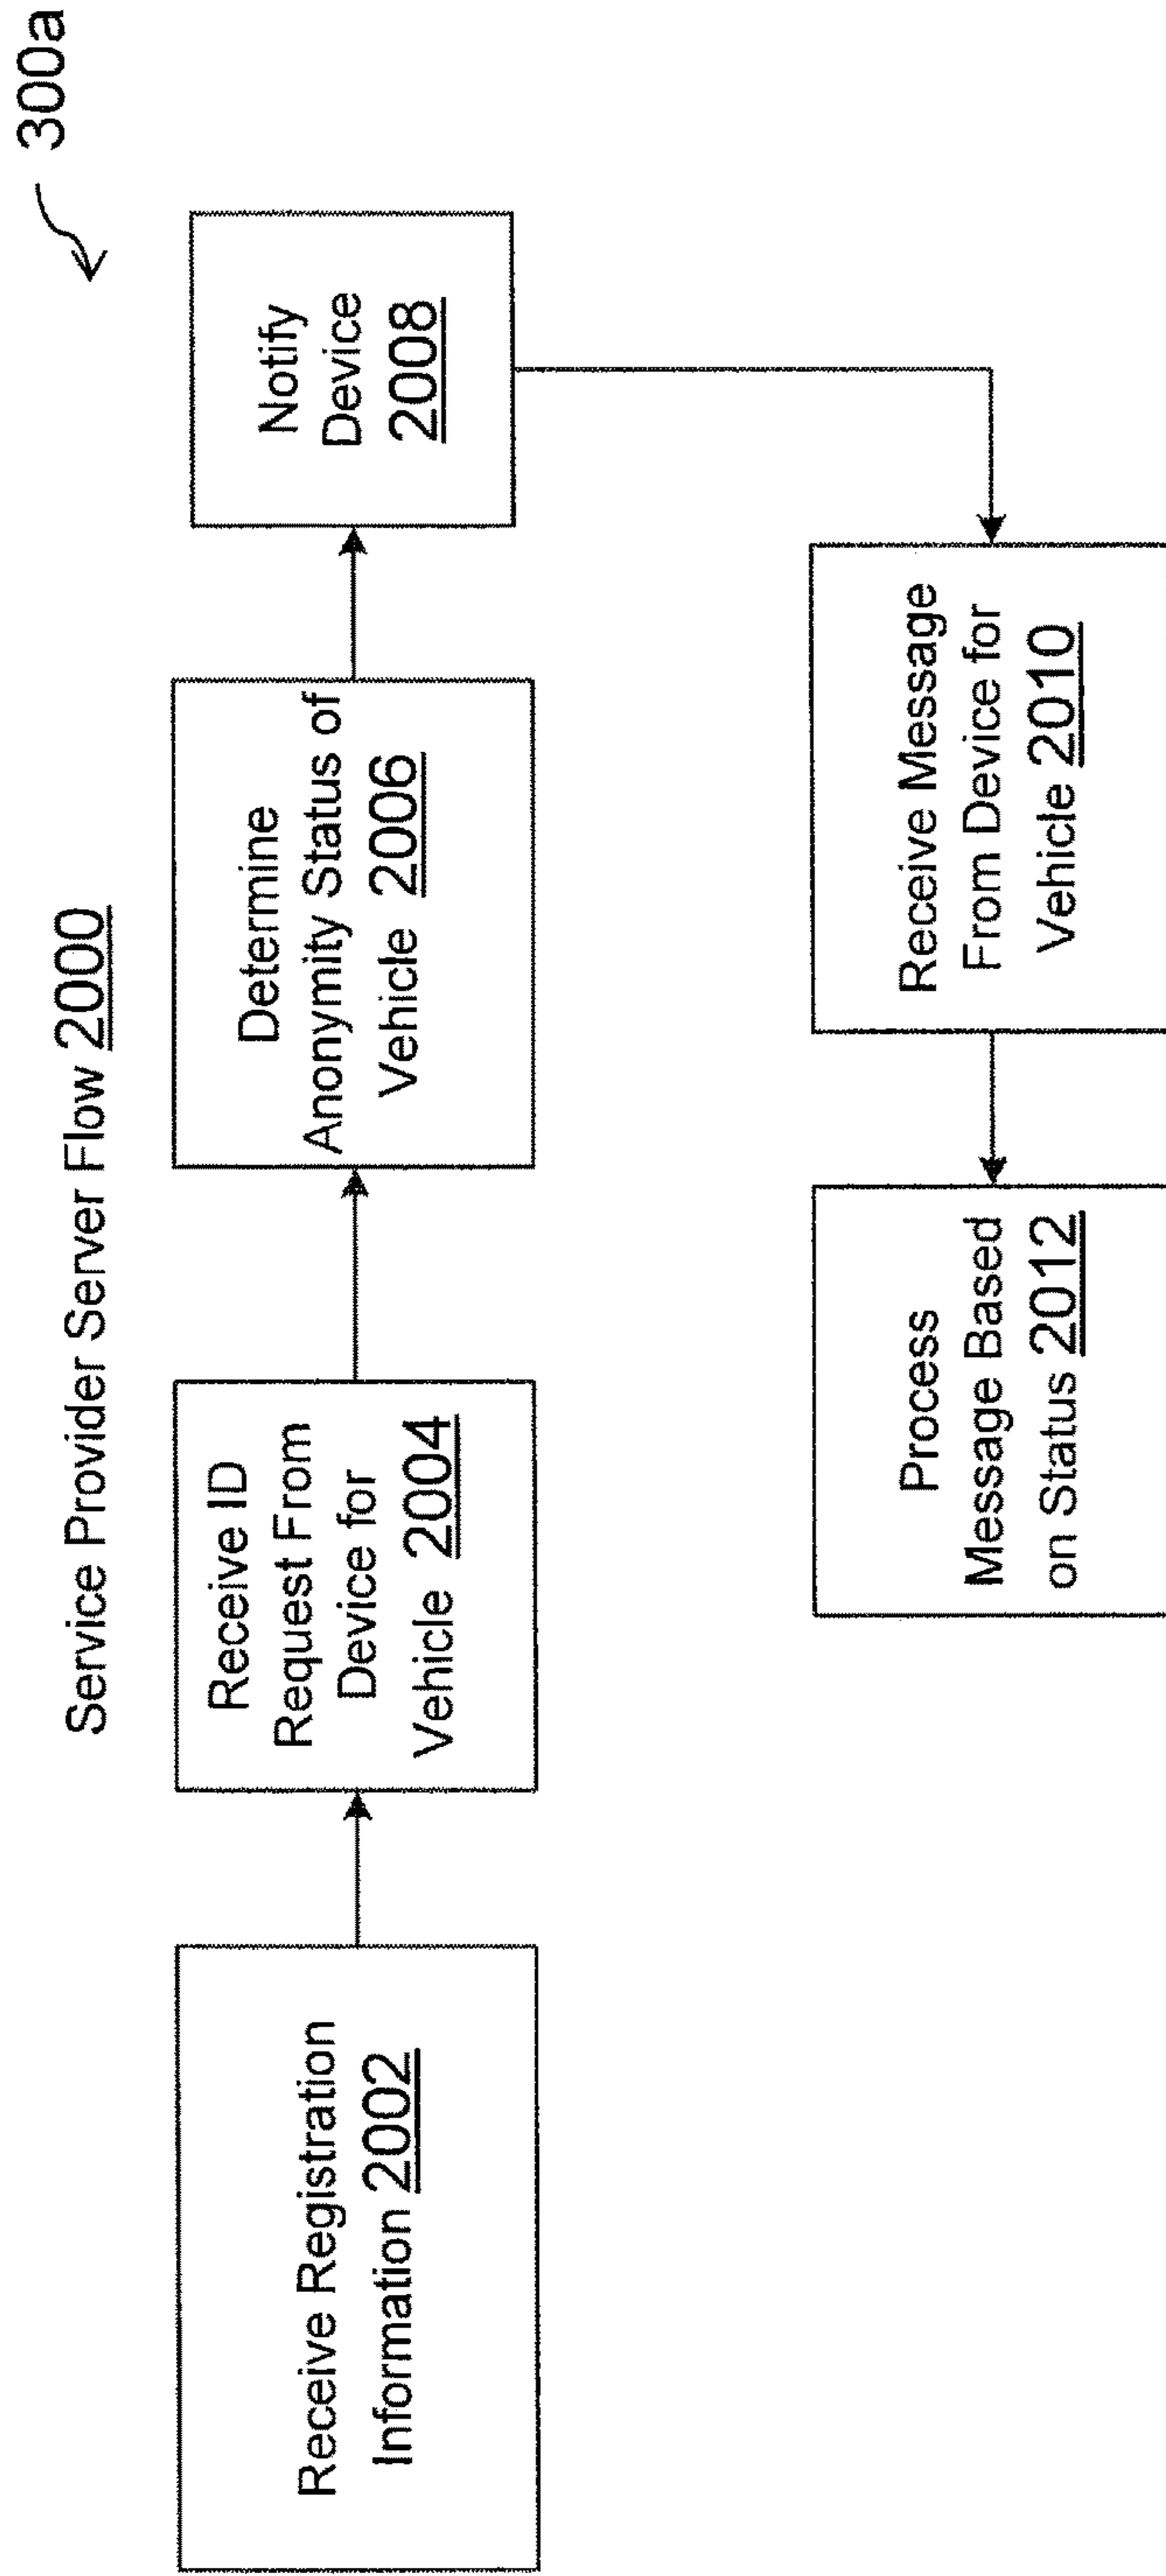 300a
Service Provider Server Flow 2000
Receive Registration
Information 2002
Receive ID
Request From
Device for
Vehicle 2004
Determine
Anonymity Status of
Vehicle 2006
Notify
Device
2008
Receive Message
From Device for
Vehicle 2010
Process
Message Based
on Status 2012